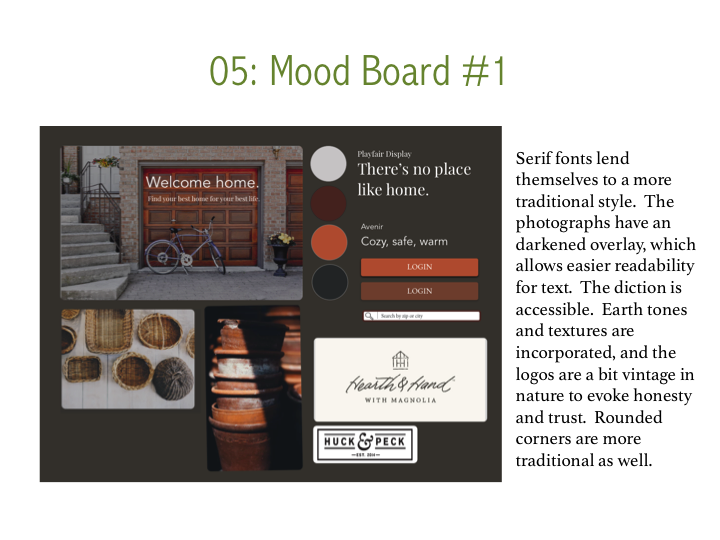 05: Mood Board #1
Welcome home.
Find your best home for your best life.
Playfair Display
There's no place
like home.
Avenir
Cozy, safe, warm
LOGIN
LOGIN
Search by zip or city
Hearth & Hand
WITH MAGNOLIA
HUCK & PECK
EST. 2014
Serif fonts lend
themselves to a more
traditional style.  The
photographs have an
darkened overlay, which
allows easier readability
for text.  The diction is
accessible.  Earth tones
and textures are
incorporated, and the
logos are a bit vintage in
nature to evoke honesty
and trust.  Rounded
corners are more
traditional as well.